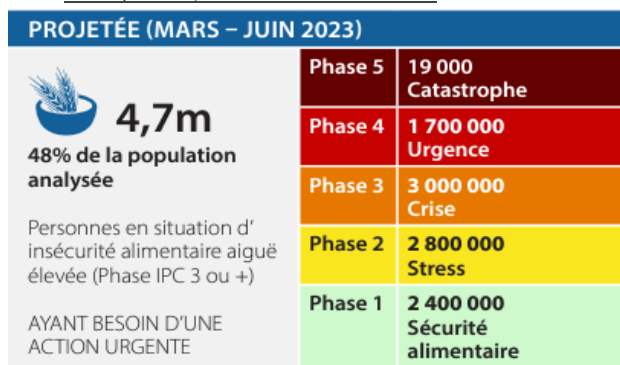 PROJETÉE (MARS – JUIN 2023)
4,7m
48% de la population
analysée
Personnes en situation d’
insécurité alimentaire aiguë
élevée (Phase IPC 3 ou +)
AYANT BESOIN D’UNE
ACTION URGENTE
Phase 5 19 000
Catastrophe
Phase 4 1 700 000
Urgence
Phase 3 3 000 000
Crise
Phase 2 2 800 000
Stress
Phase 1 2 400 000
Sécurité
alimentaire